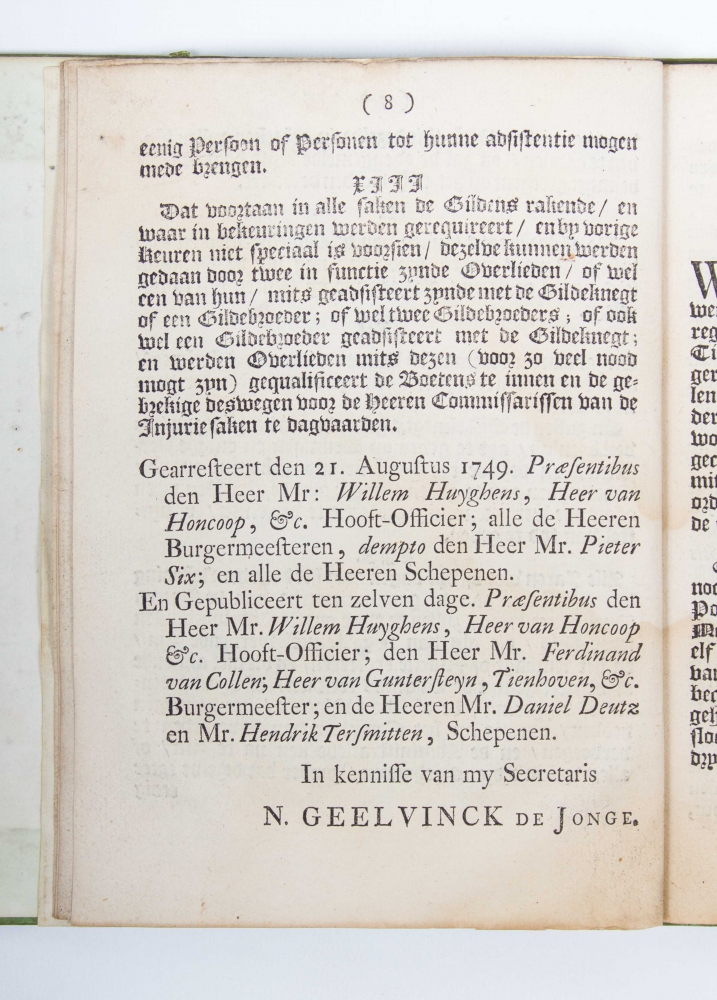 ( 8 )
eenig Persoon of Personen tot hunne adsistentie mogen
mede brengen.
XIII
Dat voortaan in alle saken de Gildens rakende / en
waar in bekeuringen werden gerequireert / en by vorige
Keuren niet speciaal is voorsien / dezelve kunnen werden
gedaan door twee in functie zynde Overlieden / of wel
een van hun / mits geadsisteert zynde met de Gildeknegt
of een Gildebroeder; of wel twee Gildebroeders; of ook
wel een Gildebroeder geadsisteert met de Gildeknegt;
en werden Overlieden mits dezen (voor zo veel nood
mogt zyn) gequalificeert de Boetens te innen en de ge-
brekige deswegen voor de Heeren Commissarissen van de
Injurie saken te dagvaarden.
Gearresteert den 21. Augustus 1749. Præsentibus
den Heer Mr: Willem Huyghens, Heer van
Honcoop, &c. Hooft-Officier; alle de Heeren
Burgermeesteren, dempto den Heer Mr. Pieter
Six; en alle de Heeren Schepenen.
En Gepubliceert ten zelven dage. Præsentibus den
Heer Mr. Willem Huyghens, Heer van Honcoop
&c. Hooft-Officier; den Heer Mr. Ferdinand
van Collen; Heer van Guntersteyn, Tienhoven, &c.
Burgermeester; en de Heeren Mr. Daniel Deutz
en Mr. Hendrik Tersmitten, Schepenen.
In kennisse van my Secretaris
N. GEELVINCK DE JONGE.